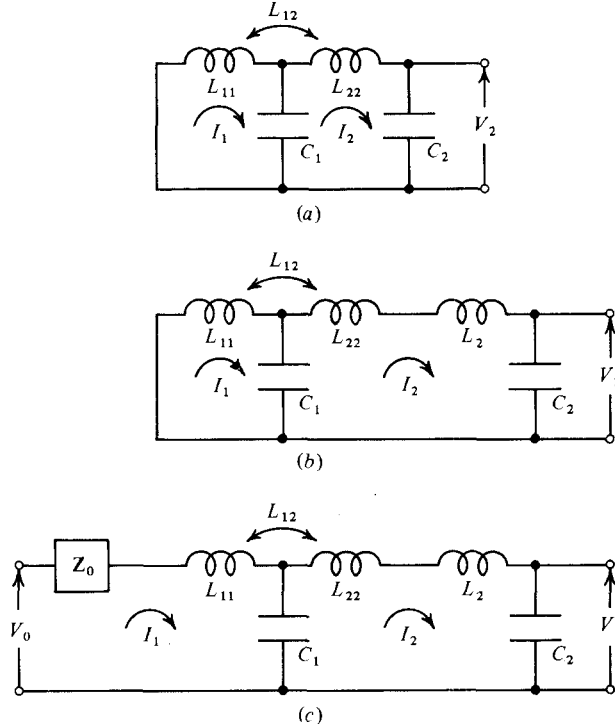 L12
L11 L22
I1 C1 I2 C2 V2
(a)
L12
L11 L22 L2
I1 C1 I2 C2 V
(b)
L12
Z0
L11 L22 L2
V0 I1 C1 I2 C2 V
(c)